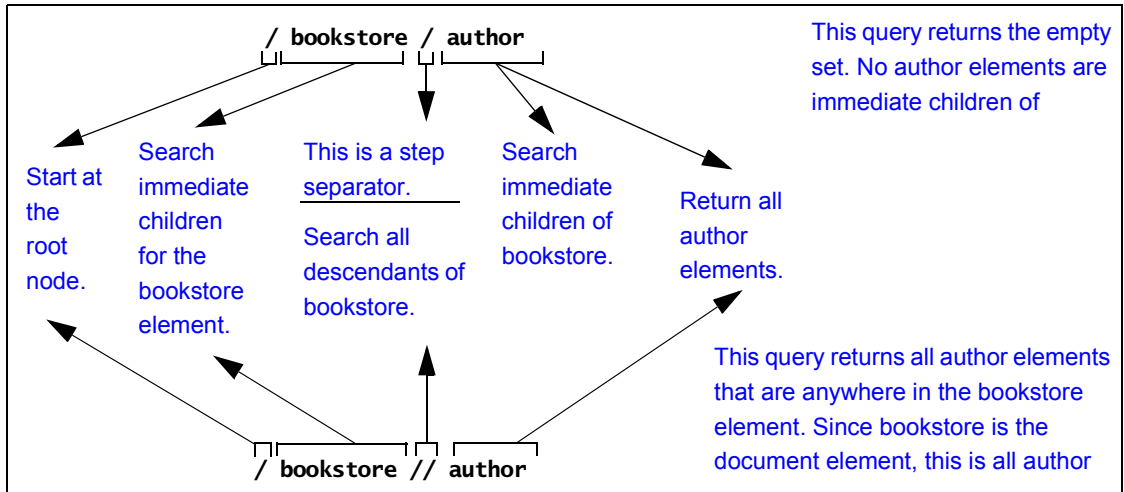 / bookstore / author
This query returns the empty
set. No author elements are
immediate children of
Start at
the
root
node.
Search
immediate
children
for the
bookstore
element.
This is a step
separator.
Search all
descendants of
bookstore.
Search
immediate
children of
bookstore.
Return all
author
elements.
This query returns all author elements
that are anywhere in the bookstore
element. Since bookstore is the
document element, this is all author
/ bookstore // author